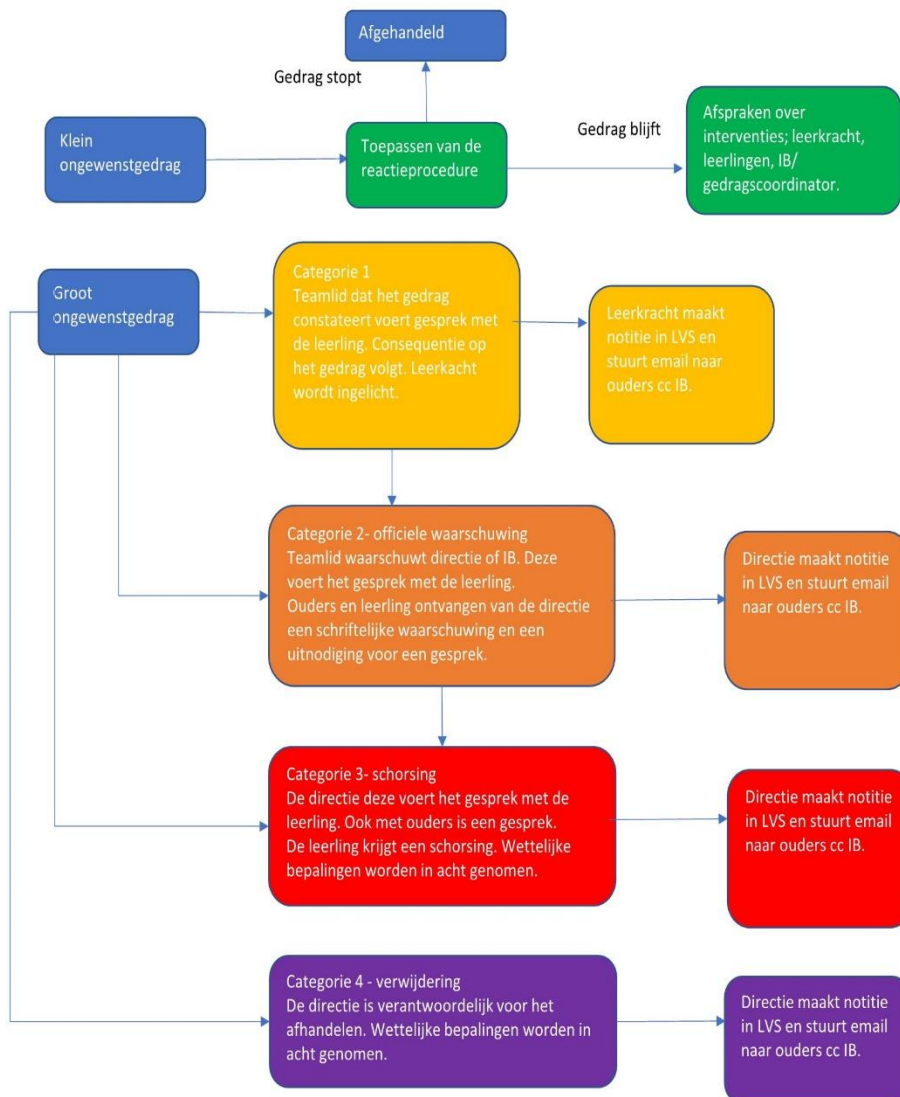 Afgehandeld
Gedrag stopt
Klein
ongewenstgedrag
Toepassen van de
reactieprocedure
Gedrag blijft
Afspraken over
interventies; leerkracht,
leerlingen, IB/
gedragscoordinator.
Groot
ongewenstgedrag
Categorie 1
Teamlid dat het gedrag
constateert voert gesprek met
de leerling. Consequentie op
het gedrag volgt. Leerkacht
wordt ingelicht.
Leerkracht maakt
notitie in LVS en
stuurt email naar
ouders cc IB.
Categorie 2- officiele waarschuwing
Teamlid waarschuwt directie of IB. Deze
voert het gesprek met de leerling.
Ouders en leerling ontvangen van de directie
een schriftelijke waarschuwing en een
uitnodiging voor een gesprek.
Directie maakt notitie
in LVS en stuurt email
naar ouders cc IB.
Categorie 3- schorsing
De directie deze voert het gesprek met de
leerling. Ook met ouders is een gesprek.
De leerling krijgt een schorsing. Wettelijke
bepalingen worden in acht genomen.
Directie maakt notitie
in LVS en stuurt email
naar ouders cc IB.
Categorie 4 - verwijdering
De directie is verantwoordelijk voor het
afhandelen. Wettelijke bepalingen worden in
acht genomen.
Directie maakt notitie
in LVS en stuurt email
naar ouders cc IB.